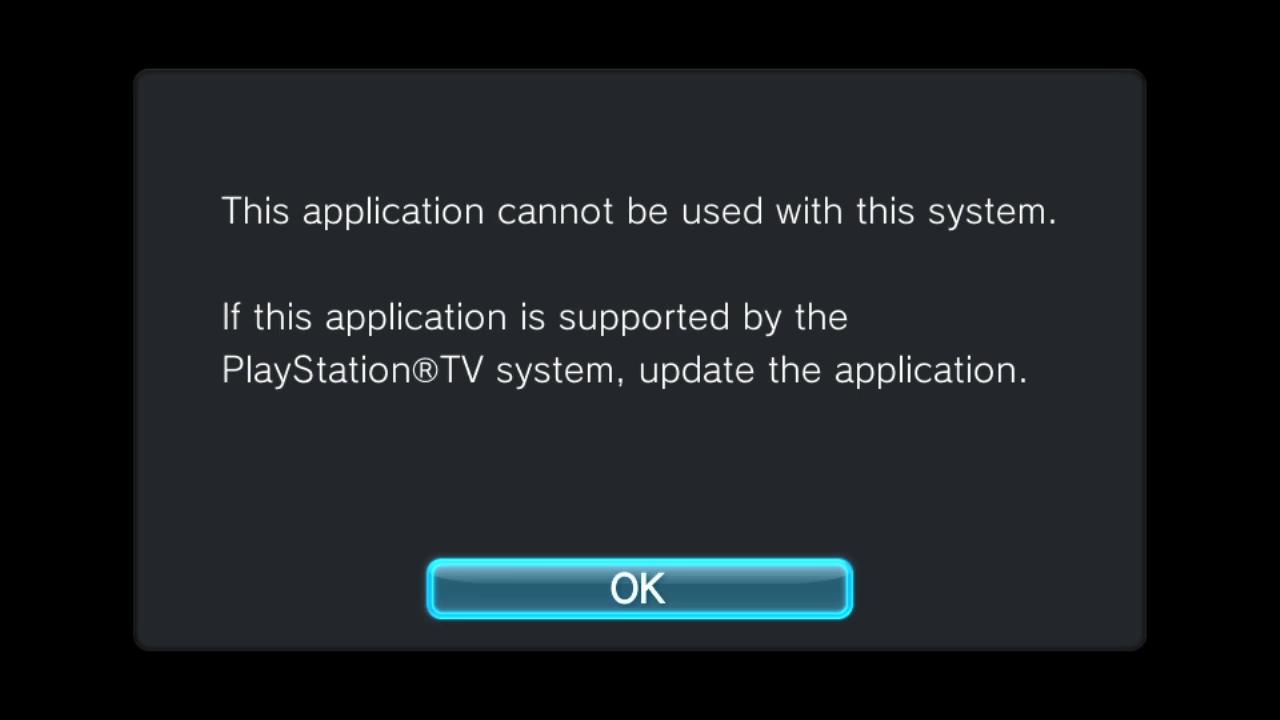 This application cannot be used with this system.
If this application is supported by the
PlayStation®TV system, update the application.
OK